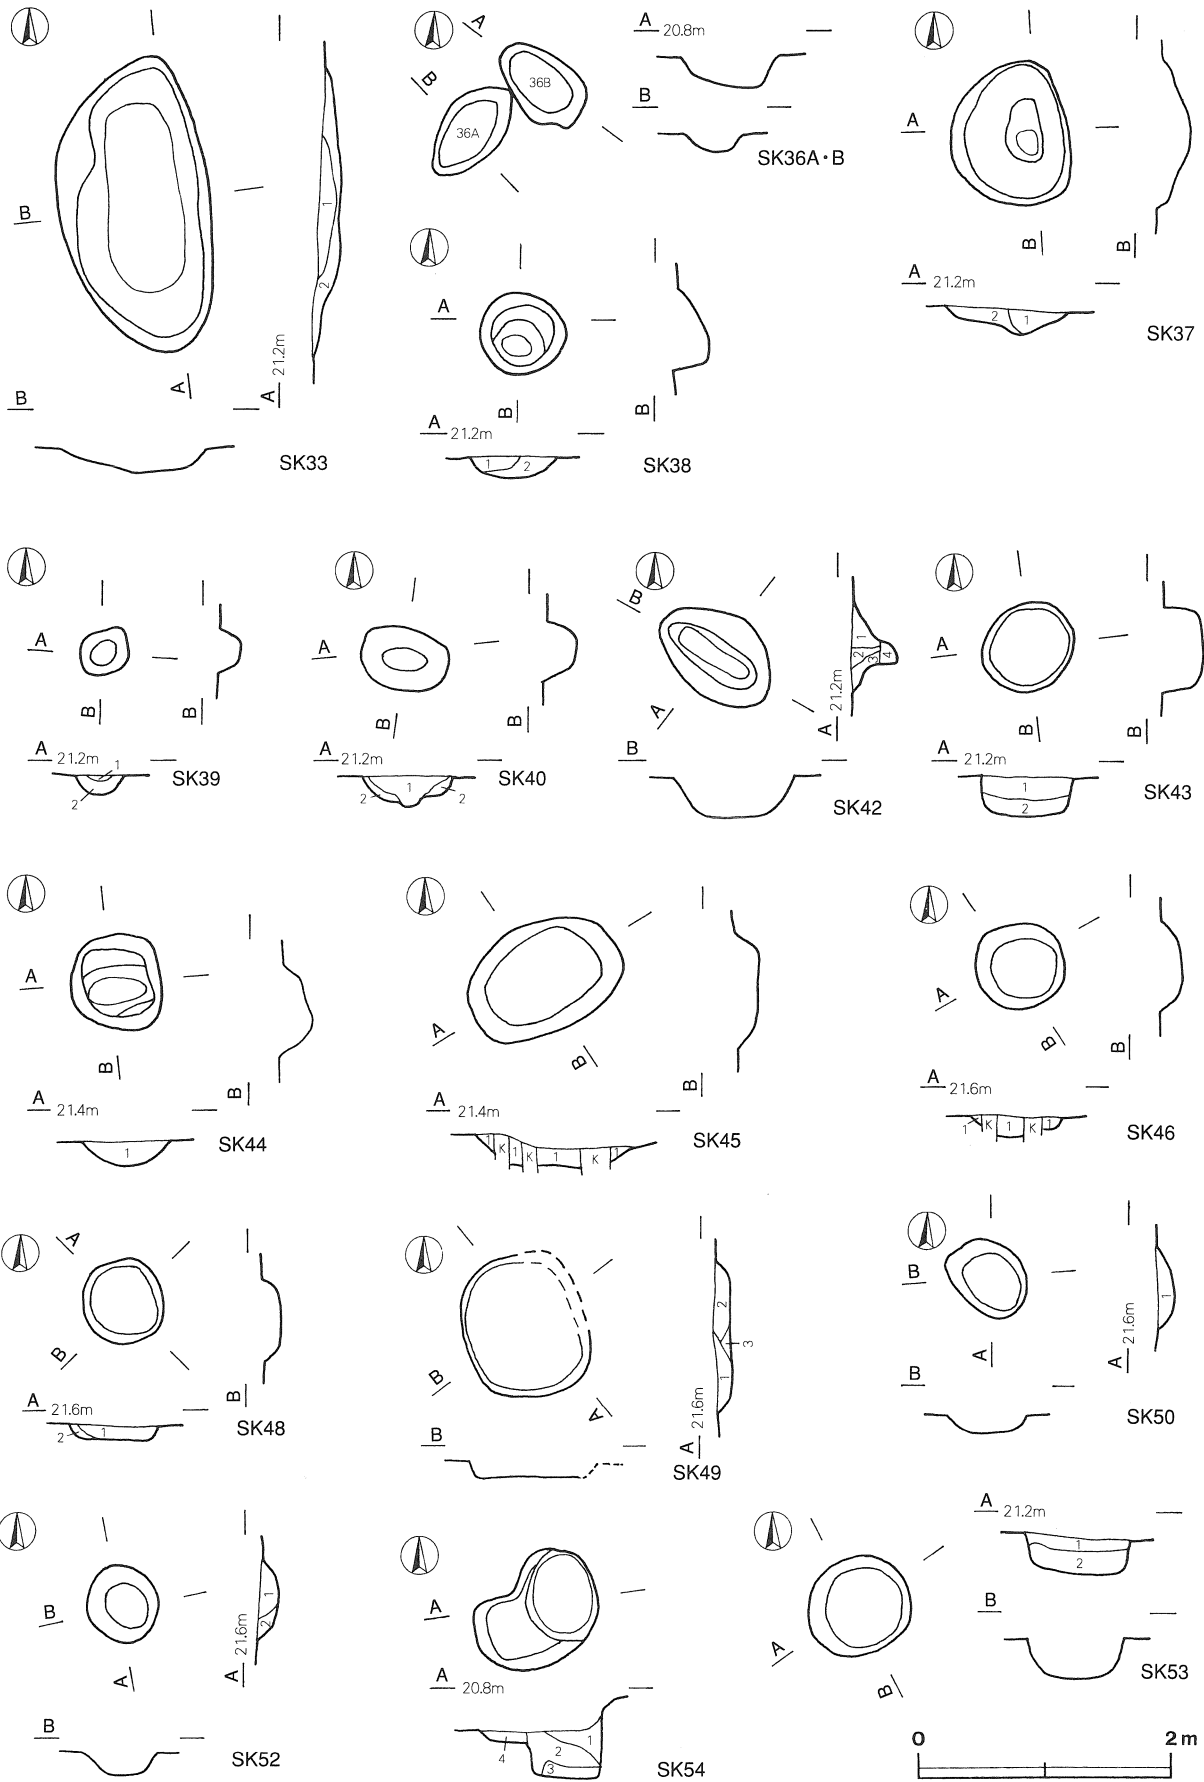 A
B
B
A
A 21.2m
1
2
SK33
A
B
36B
36A
A 20.8m
B
SK36A・B
A
B
B
A 21.2m
2 1
SK37
A
B
B
A 21.2m
1 2
SK38
A
B
B
A 21.2m
1
2
SK39
A
B
B
A 21.2m
1
2 2
SK40
B
A
A 21.2m
1
2 3 4
B
SK42
A
B
B
A 21.2m
1
2
SK43
A
B
B
A 21.4m
1
SK44
A
B
B
A 21.4m
1 K 1 K 1 K 1
SK45
A
B
B
A 21.6m
1 K 1 K 1
SK46
A
B
B
A 21.6m
2 1
SK48
B
A
A 21.6m
2
3
1
B
SK49
B
A
A 21.6m
1
B
SK50
B
A
A 21.6m
1
2
B
SK52
A
A 20.8m
1
2
3
4
SK54
A
B
A 21.2m
1
2
B
SK53
0 2m